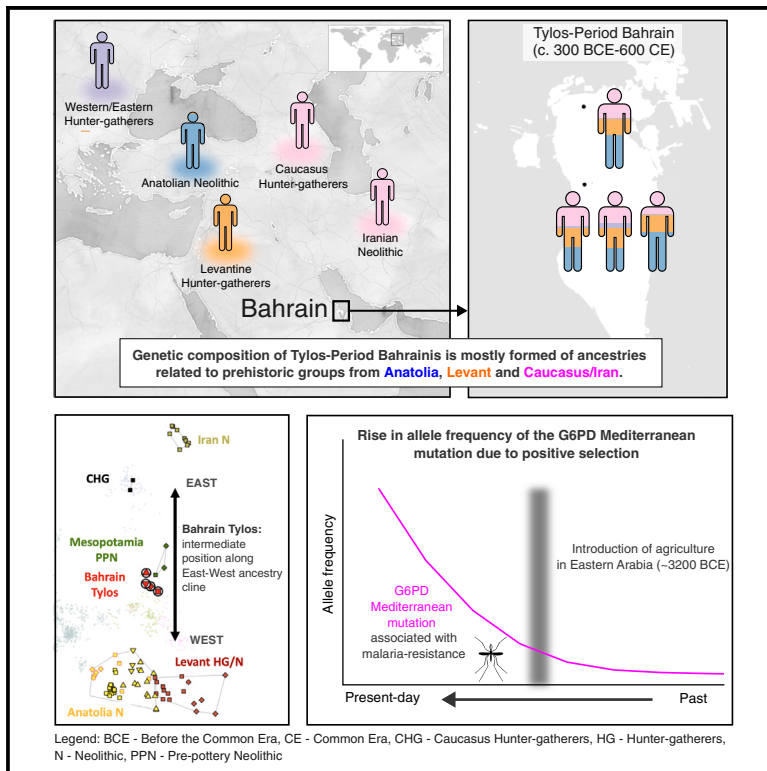 Western/Eastern
Hunter-gatherers
Anatolian Neolithic
Caucasus
Hunter-gatherers
Levantine
Hunter-gatherers
Iranian
Neolithic
Bahrain
Tylos-Period Bahrain
(c. 300 BCE-600 CE)
Genetic composition of Tylos-Period Bahrainis is mostly formed of ancestries
related to prehistoric groups from Anatolia, Levant and Caucasus/Iran.
Iran N
CHG
EAST
Mesopotamia
PPN
Bahrain
Tylos
Bahrain Tylos:
intermediate
position along
East-West ancestry
cline
WEST
Levant HG/N
Anatolia N
Rise in allele frequency of the G6PD Mediterranean
mutation due to positive selection
Allele frequency
Introduction of agriculture
in Eastern Arabia (~3200 BCE)
G6PD
Mediterranean
mutation
associated with
malaria-resistance
Present-day
Past
Legend: BCE - Before the Common Era, CE - Common Era, CHG - Caucasus Hunter-gatherers, HG - Hunter-gatherers,
N - Neolithic, PPN - Pre-pottery Neolithic